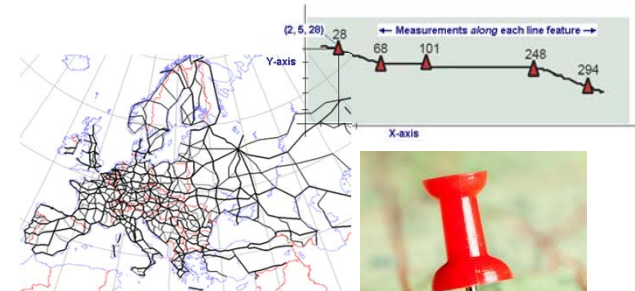 (2, 5, 28)
28
← Measurements along each line feature →
68
101
248
294
Y-axis
X-axis